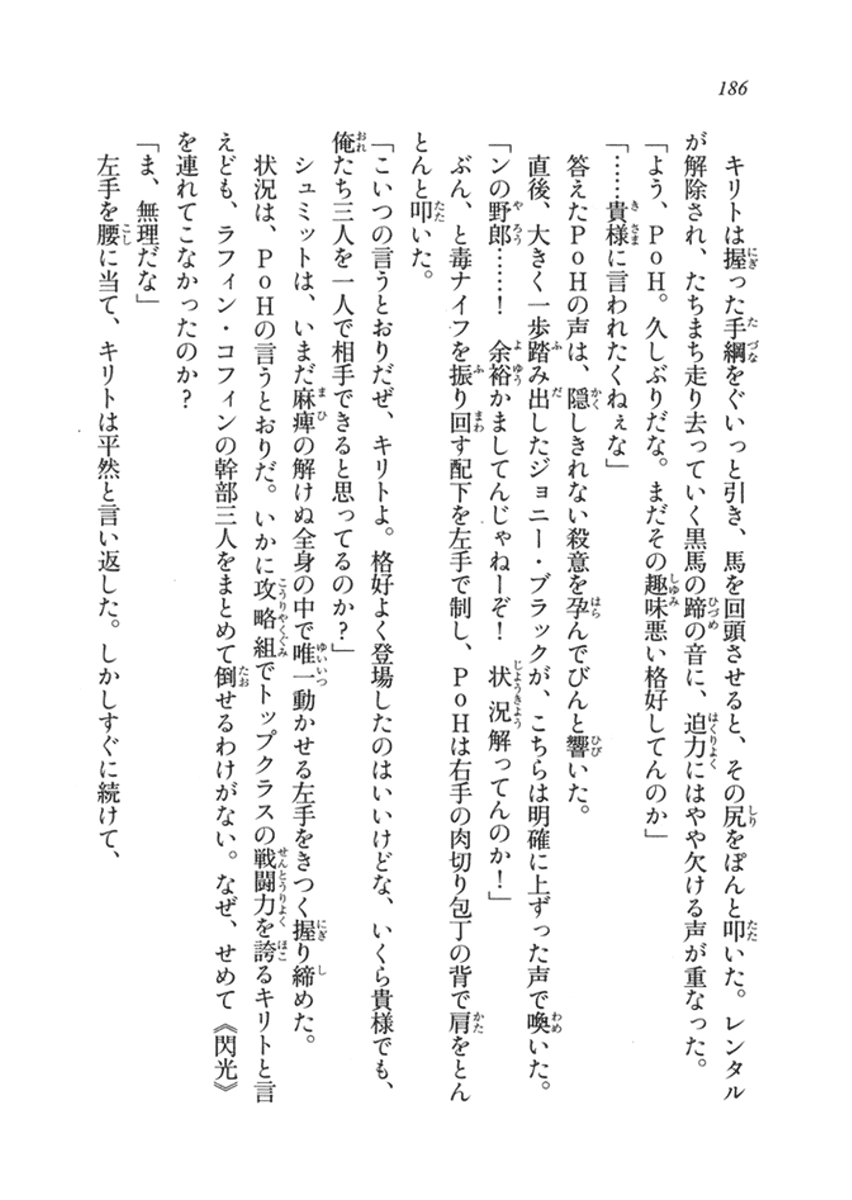 186
キリトは握った手綱をぐいっと引き、馬を回頭させると、その尻をぽんと叩いた。レンタル
が解除され、たちまち走り去っていく黒馬の蹄の音に、迫力にはやや欠ける声が重なった。
「よう、PoH。久しぶりだな。まだその趣味悪い格好してんのか」
「……貴様に言われたくねぇな」
答えたPoHの声は、隠しきれない殺意を孕んでびんと響いた。
直後、大きく一歩踏み出したジョニー・ブラックが、こちらは明確に上ずった声で喚いた。
「ンの野郎……！　余裕かましてんじゃねーぞ！　状況解ってんのか！」
ぶん、と毒ナイフを振り回す配下を左手で制し、PoHは右手の肉切り包丁の背で肩をとん
とんと叩いた。
「こいつの言うとおりだぜ、キリトよ。格好よく登場したのはいいけどな、いくら貴様でも、
俺たち三人を一人で相手できると思ってるのか？」
シュミットは、いまだ麻痺の解けぬ全身の中で唯一動かせる左手をきつく握り締めた。
状況は、PoHの言うとおりだ。いかに攻略組でトップクラスの戦闘力を誇るキリトと言
えども、ラフィン・コフィンの幹部三人をまとめて倒せるわけがない。なぜ、せめて《閃光》
を連れてこなかったのか？
「ま、無理だな」
左手を腰に当て、キリトは平然と言い返した。しかしすぐに続けて、